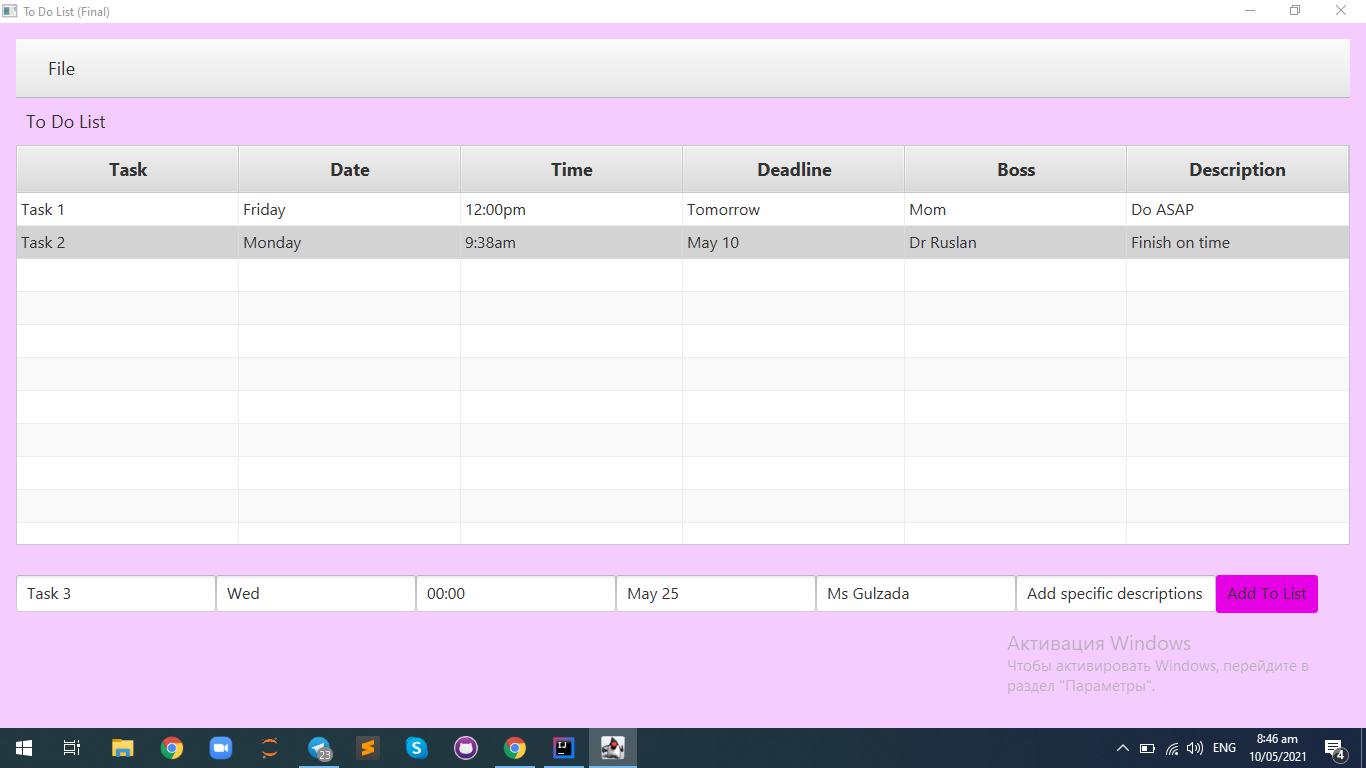 To Do List (Final)
File
To Do List
Task Date Time Deadline Boss Description
Task 1 Friday 12:00pm Tomorrow Mom Do ASAP
Task 2 Monday 9:38am May 10 Dr Ruslan Finish on time
Task 3 Wed 00:00 May 25 Ms Gulzada Add specific descriptions Add To List
Активация Windows
Чтобы активировать Windows, перейдите в
раздел "Параметры".
23
S
IJ
ENG
8:46 am
10/05/2021
4